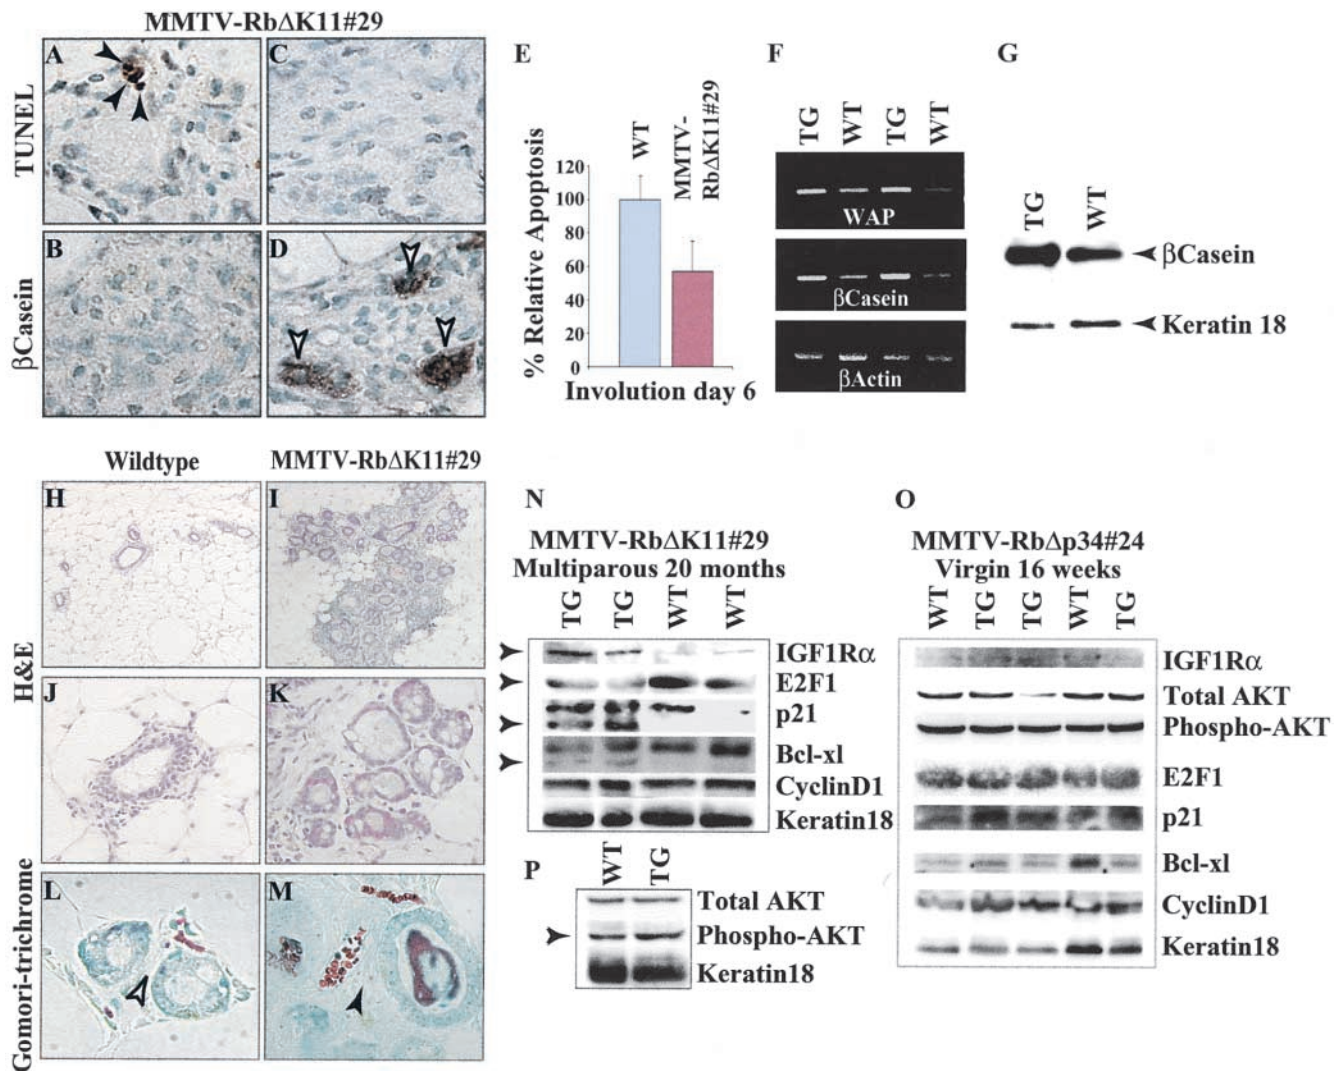 MMTV-RbΔK11#29
A
C
TUNEL
B
D
βCasein
E
WT
MMTV-
RbΔK11#29
% Relative Apoptosis
120
100
80
60
40
20
0
Involution day 6
F
TG
WT
TG
WT
WAP
βCasein
βActin
G
TG
WT
βCasein
Keratin 18
Wildtype
MMTV-RbΔK11#29
H
I
H&E
J
K
Gomori-trichrome
L
M
N
MMTV-RbΔK11#29
Multiparous 20 months
TG
TG
WT
WT
IGF1Rα
E2F1
p21
Bcl-xl
CyclinD1
Keratin18
P
WT
TG
Total AKT
Phospho-AKT
Keratin18
O
MMTV-RbΔp34#24
Virgin 16 weeks
WT
TG
TG
WT
TG
IGF1Rα
Total AKT
Phospho-AKT
E2F1
p21
Bcl-xl
CyclinD1
Keratin18